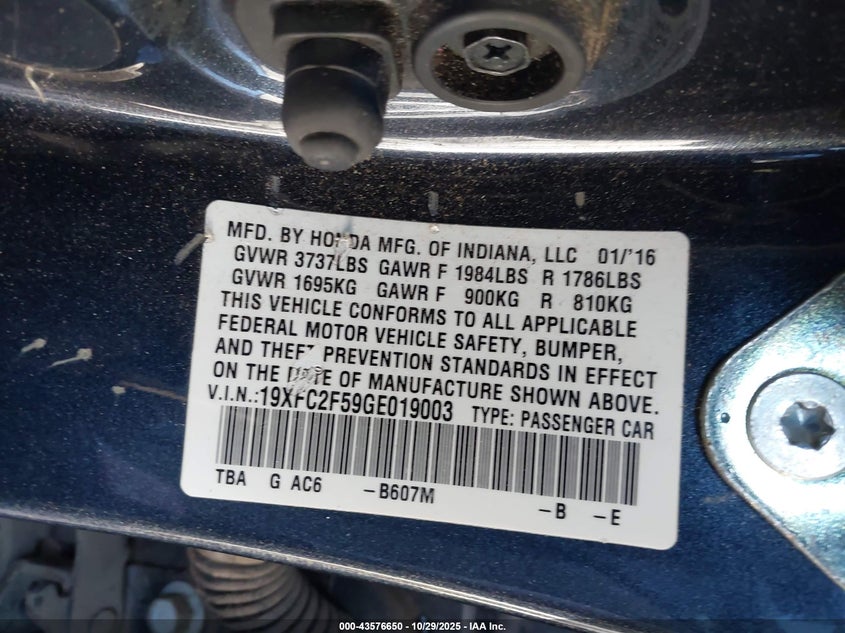 MFD. BY HONDA MFG. OF INDIANA, LLC 01/'16
GVWR 3737LBS GAWR F 1984LBS R 1786LBS
GVWR 1695KG GAWR F 900KG R 810KG
THIS VEHICLE CONFORMS TO ALL APPLICABLE
FEDERAL MOTOR VEHICLE SAFETY, BUMPER,
AND THEFT PREVENTION STANDARDS IN EFFECT
ON THE DATE OF MANUFACTURE SHOWN ABOVE.
V.I.N.:19XFC2F59GE019003 TYPE: PASSENGER CAR
TBA G AC6 -B607M -B -E
000-43576650 - 10/29/2025 - IAA Inc.